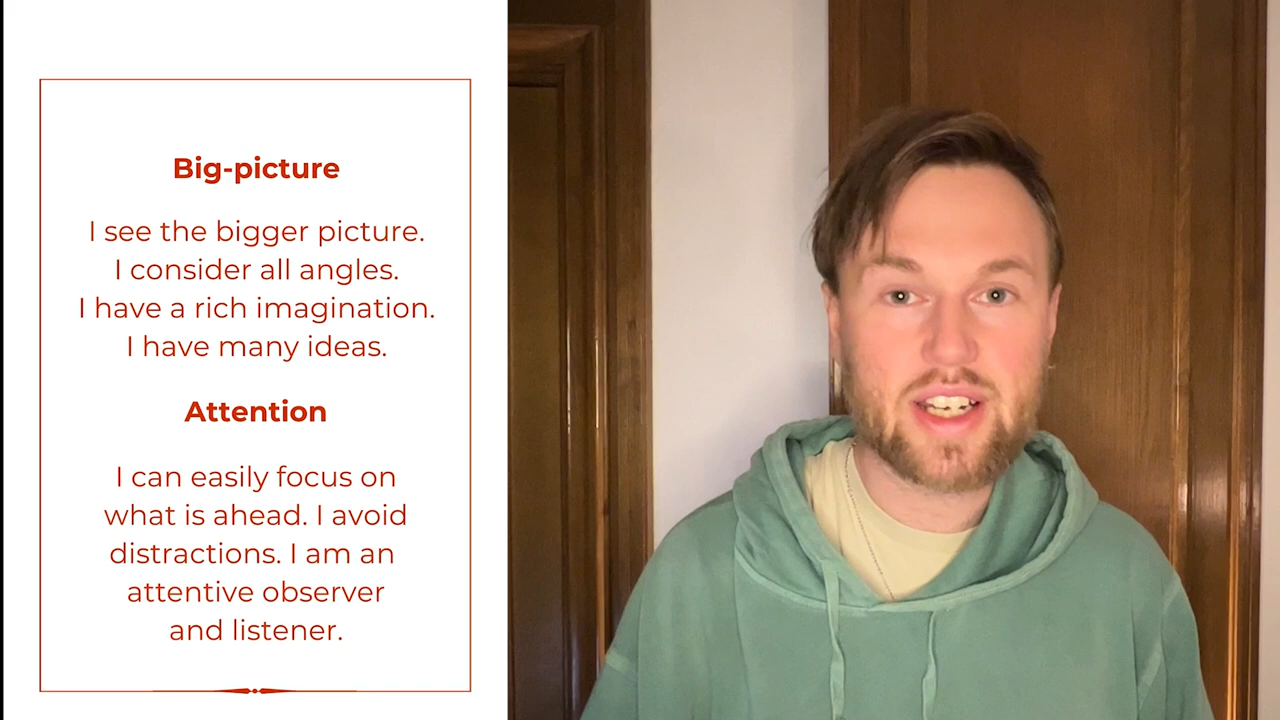 Big-picture
I see the bigger picture.
I consider all angles.
I have a rich imagination.
I have many ideas.
Attention
I can easily focus on
what is ahead. I avoid
distractions. I am an
attentive observer
and listener.